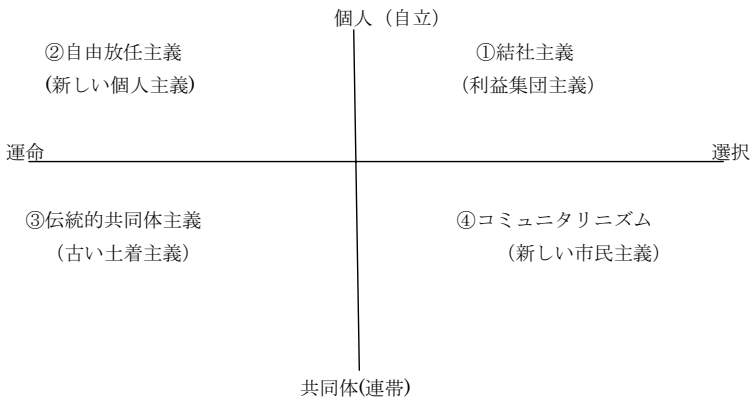 個人（自立）
②自由放任主義
(新しい個人主義)
①結社主義
（利益集団主義）
運命
選択
③伝統的共同体主義
（古い土着主義）
④コミュニタリニズム
（新しい市民主義）
共同体(連帯)